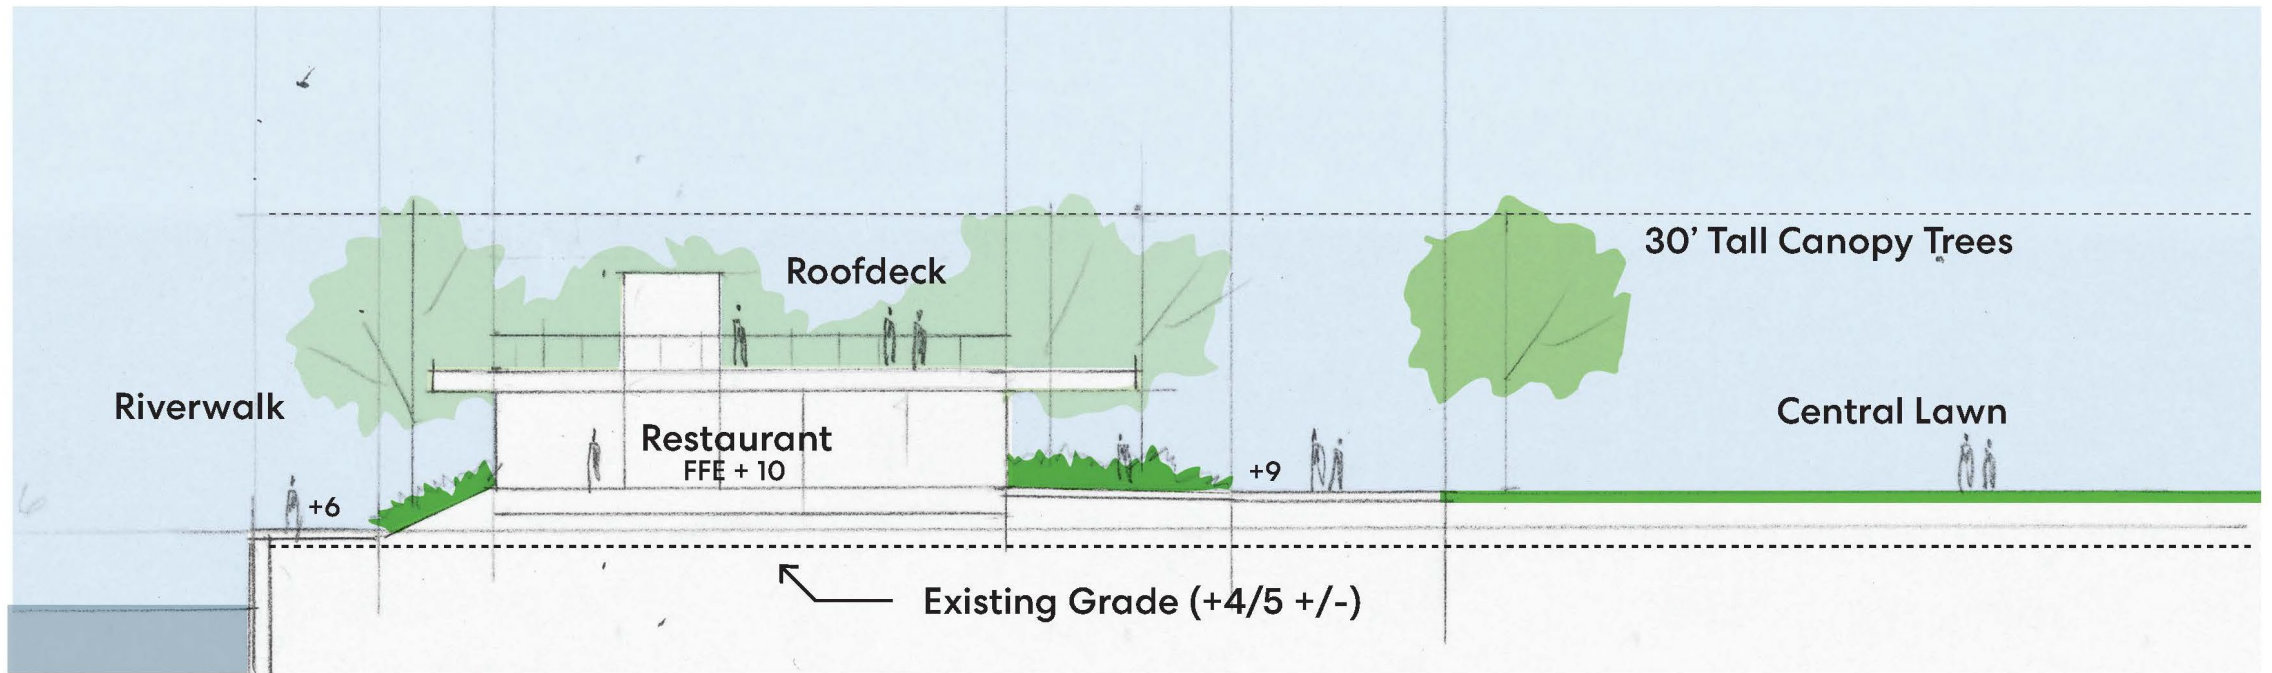 Roofdeck
30’ Tall Canopy Trees
Riverwalk
Restaurant
FFE + 10
Central Lawn
+9
+6
Existing Grade (+4/5 +/-)